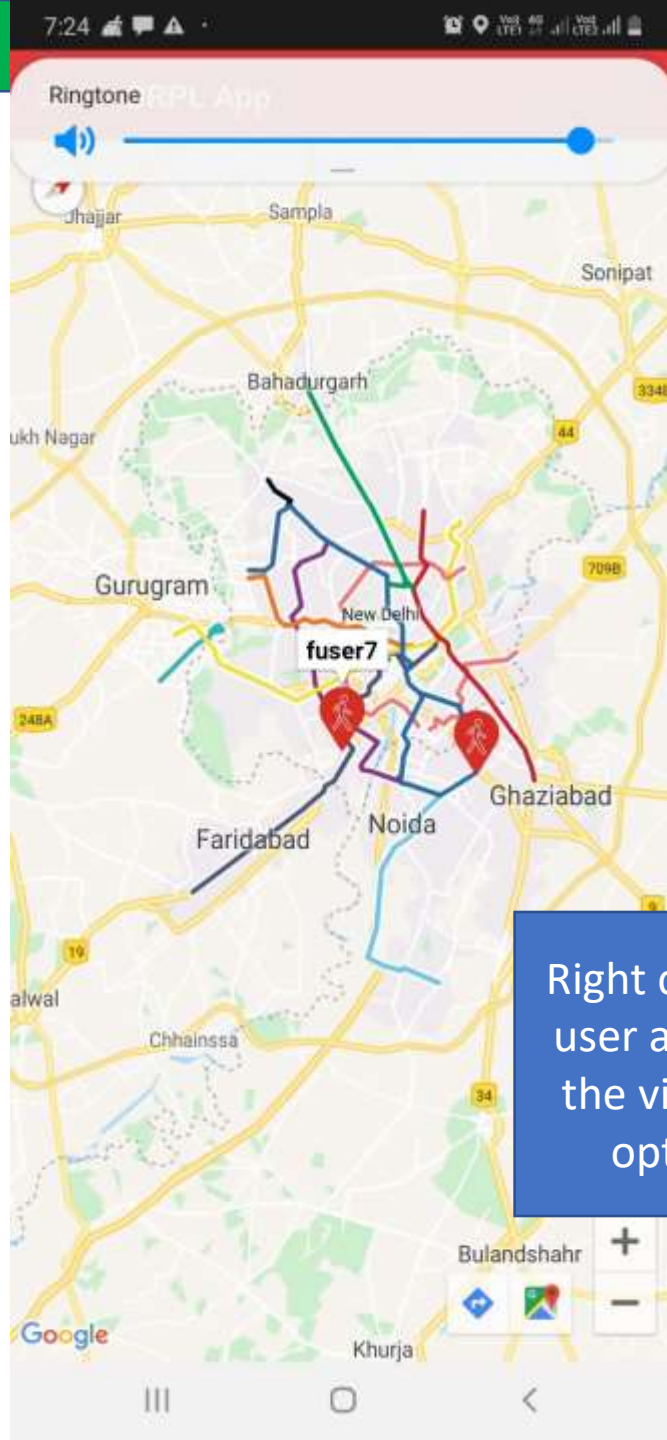 7:24
Ringtone
RPL App
Jhajjar
Sampla
Sonipat
Bahadurgarh
334B
ukh Nagar
44
709B
Gurugram
New Delhi
fuser7
248A
Ghaziabad
Noida
Faridabad
9
19
alwal
Right
user a
the vi
opt
Chhainssa
34
Bulandshahr
+
−
Google
Khurja